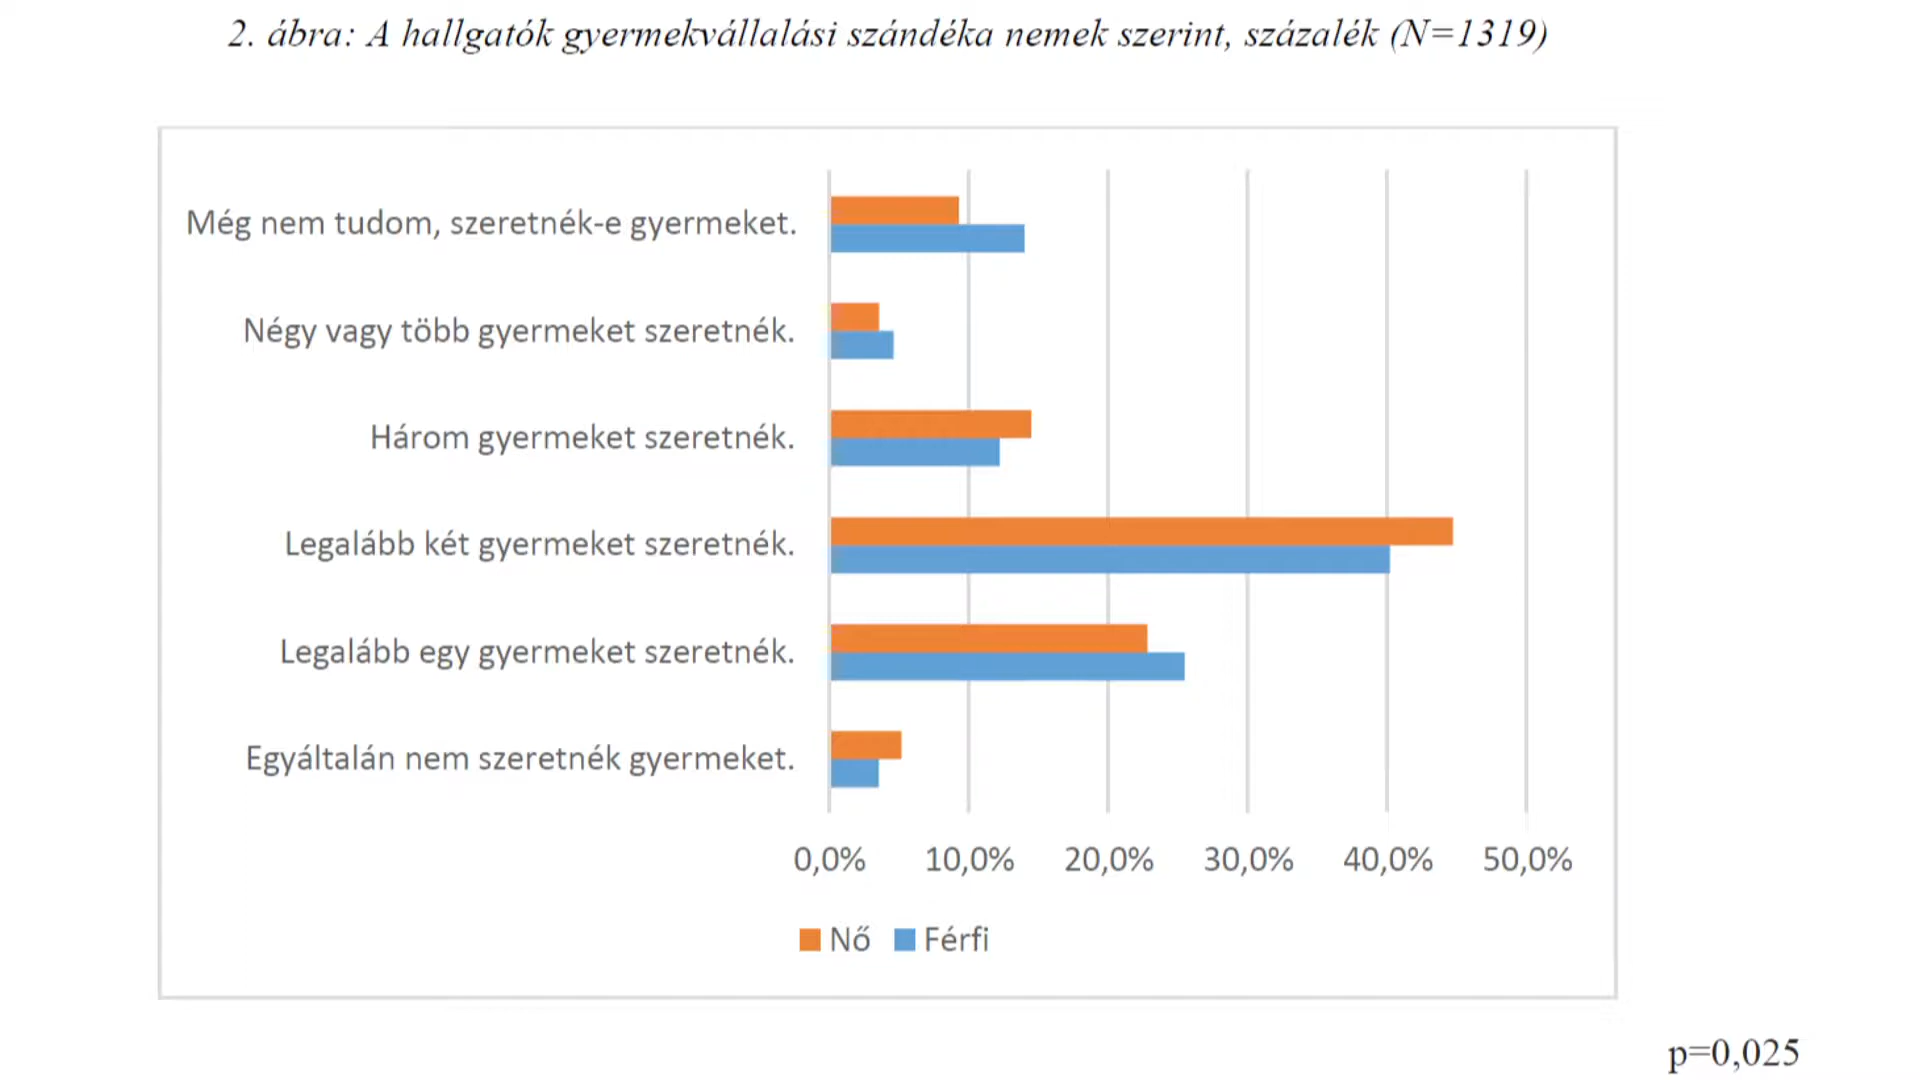 2. ábra: A hallgatók gyermekvállalási szándéka nemek szerint, százalék (N=1319)
Még nem tudom, szeretnék-e gyermeket.
Négy vagy több gyermeket szeretnék.
Három gyermeket szeretnék.
Legalább két gyermeket szeretnék.
Legalább egy gyermeket szeretnék.
Egyáltalán nem szeretnék gyermeket.
0,0% 10,0% 20,0% 30,0% 40,0% 50,0%
Nő Férfi
p=0,025